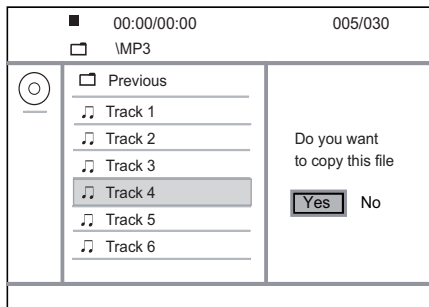 00:00/00:00 005/030
\MP3
Previous
Track 1
Track 2
Track 3
Track 4
Track 5
Track 6
Do you want
to copy this file
Yes No